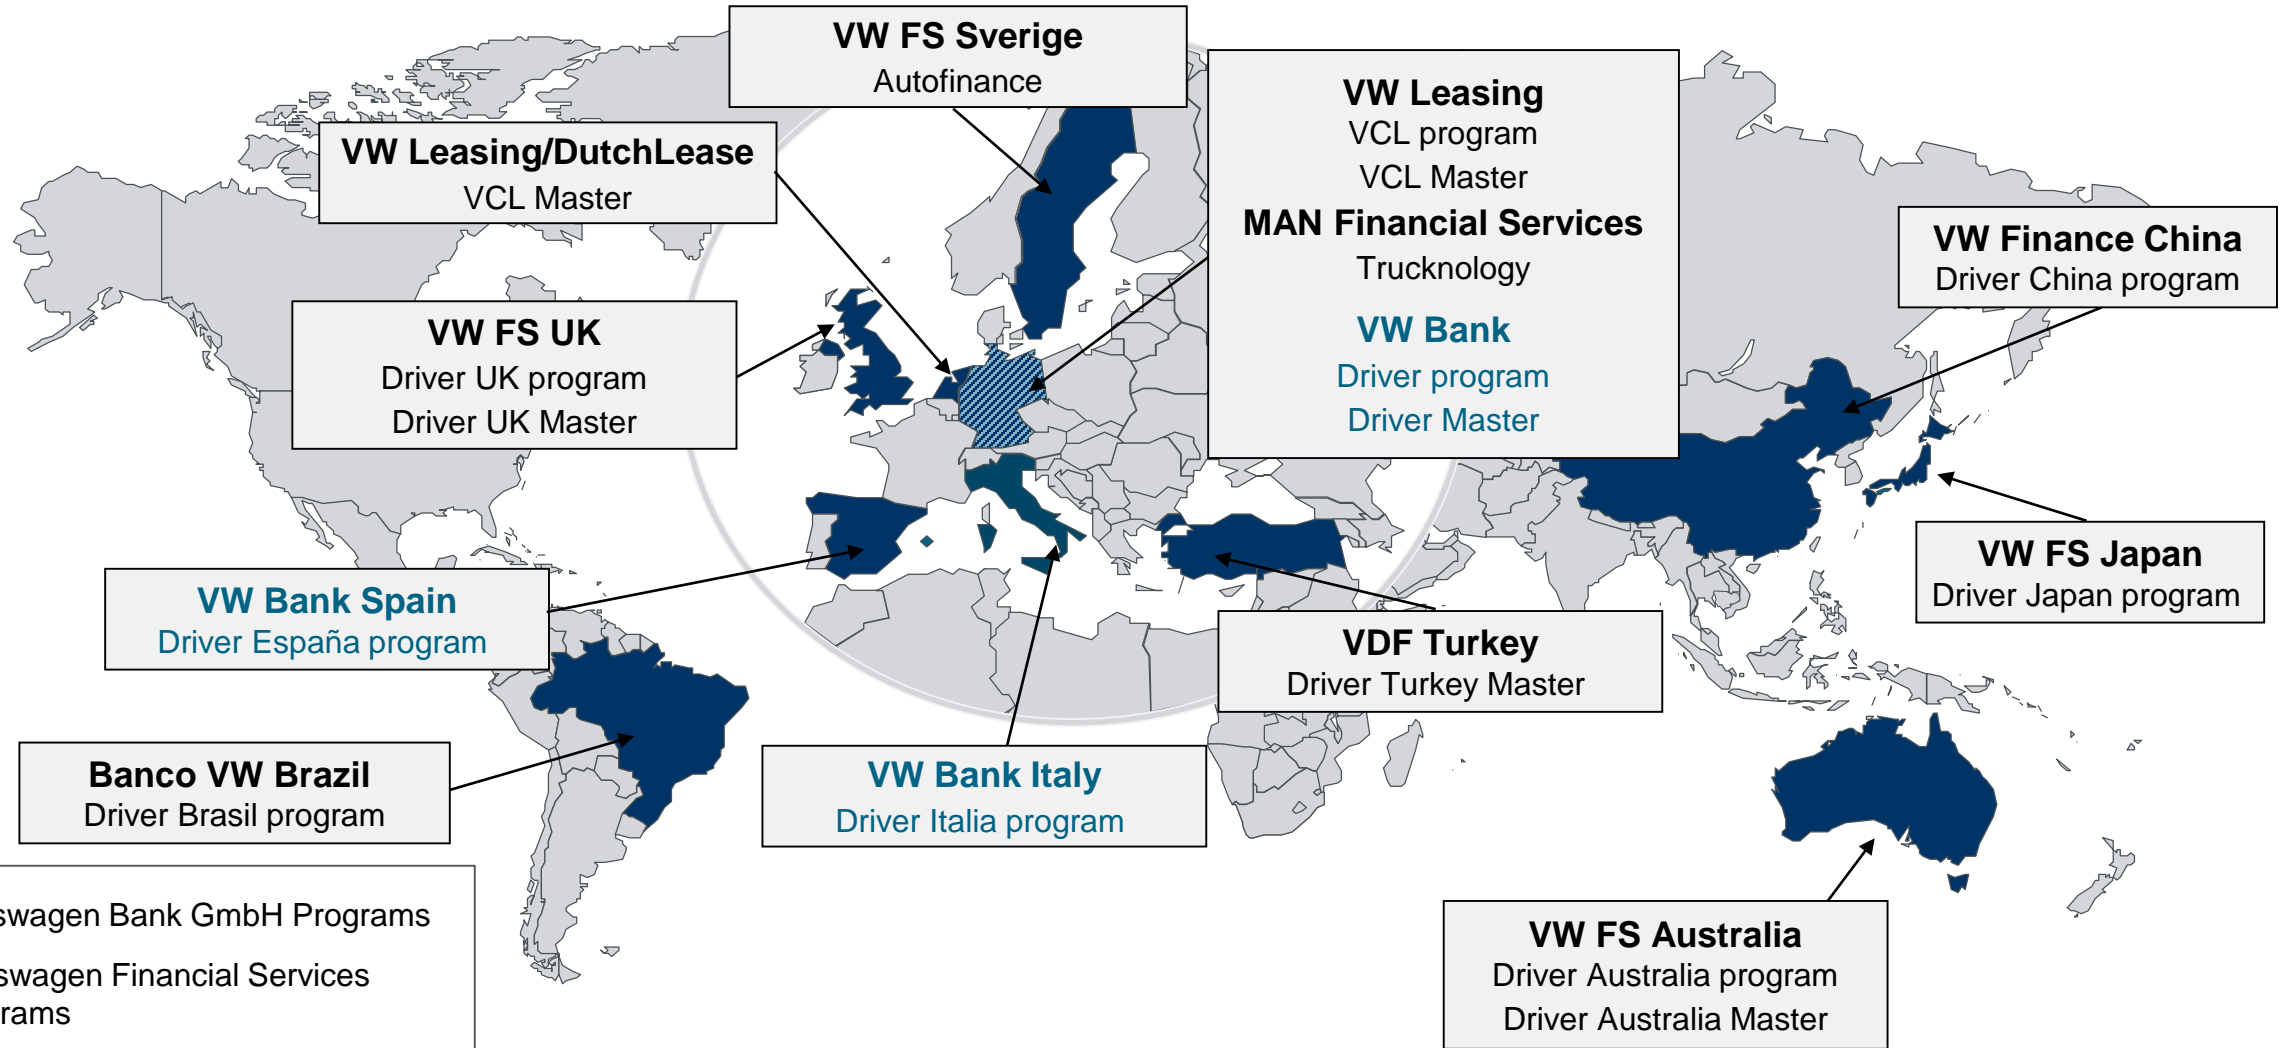 VW FS Sverige
Autofinance
VW Leasing/DutchLease
VCL Master
VW Leasing
VCL program
VCL Master
MAN Financial Services
Trucknology
VW Bank
Driver program
Driver Master
VW Finance China
Driver China program
VW FS UK
Driver UK program
Driver UK Master
VW FS Japan
Driver Japan program
VW Bank Spain
Driver España program
VDF Turkey
Driver Turkey Master
Banco VW Brazil
Driver Brasil program
VW Bank Italy
Driver Italia program
swagen Bank GmbH Programs
swagen Financial Services
rams
VW FS Australia
Driver Australia program
Driver Australia Master